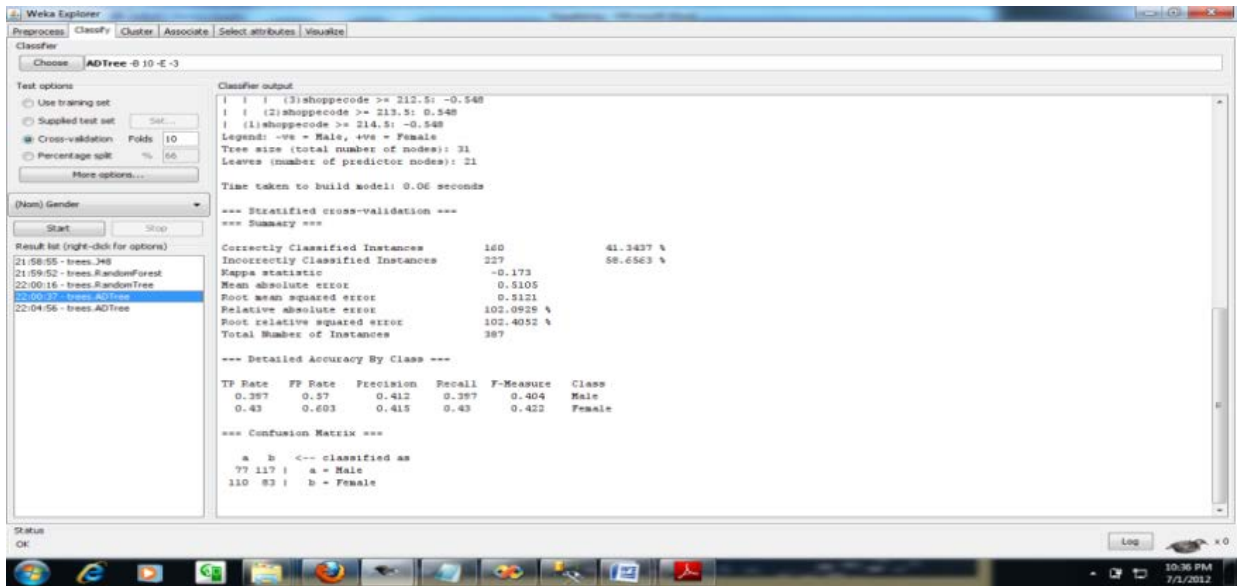 Weka Explorer
Preprocess Classify Cluster Associate Select attributes Visualize
Classifier
Choose ADTree -B 10 -E -3
Test options
Use training set
Supplied test set Set...
Cross-validation Folds 10
Percentage split % 66
More options...
(Nom) Gender
Start Stop
Result list (right-click for options)
21:58:55 - trees.J48
21:59:52 - trees.RandomForest
22:00:16 - trees.RandomTree
22:00:37 - trees.ADTree
22:04:56 - trees.ADTree
Classifier output
| | | (3)shoppecode >= 212.5: -0.548
| | (2)shoppecode >= 213.5: 0.548
| (1)shoppecode >= 214.5: -0.548
Legend: -ve = Male, +ve = Female
Tree size (total number of nodes): 31
Leaves (number of predictor nodes): 21
Time taken to build model: 0.06 seconds
=== Stratified cross-validation ===
=== Summary ===
Correctly Classified Instances 160 41.3437 %
Incorrectly Classified Instances 227 58.6563 %
Kappa statistic -0.173
Mean absolute error 0.5105
Root mean squared error 0.5121
Relative absolute error 102.0929 %
Root relative squared error 102.4052 %
Total Number of Instances 387
=== Detailed Accuracy By Class ===
TP Rate FP Rate Precision Recall F-Measure Class
0.397 0.57 0.412 0.397 0.404 Male
0.43 0.603 0.415 0.43 0.422 Female
=== Confusion Matrix ===
a b <-- classified as
77 117 | a = Male
110 83 | b = Female
Status
OK
Log x 0
10:36 PM
7/1/2012